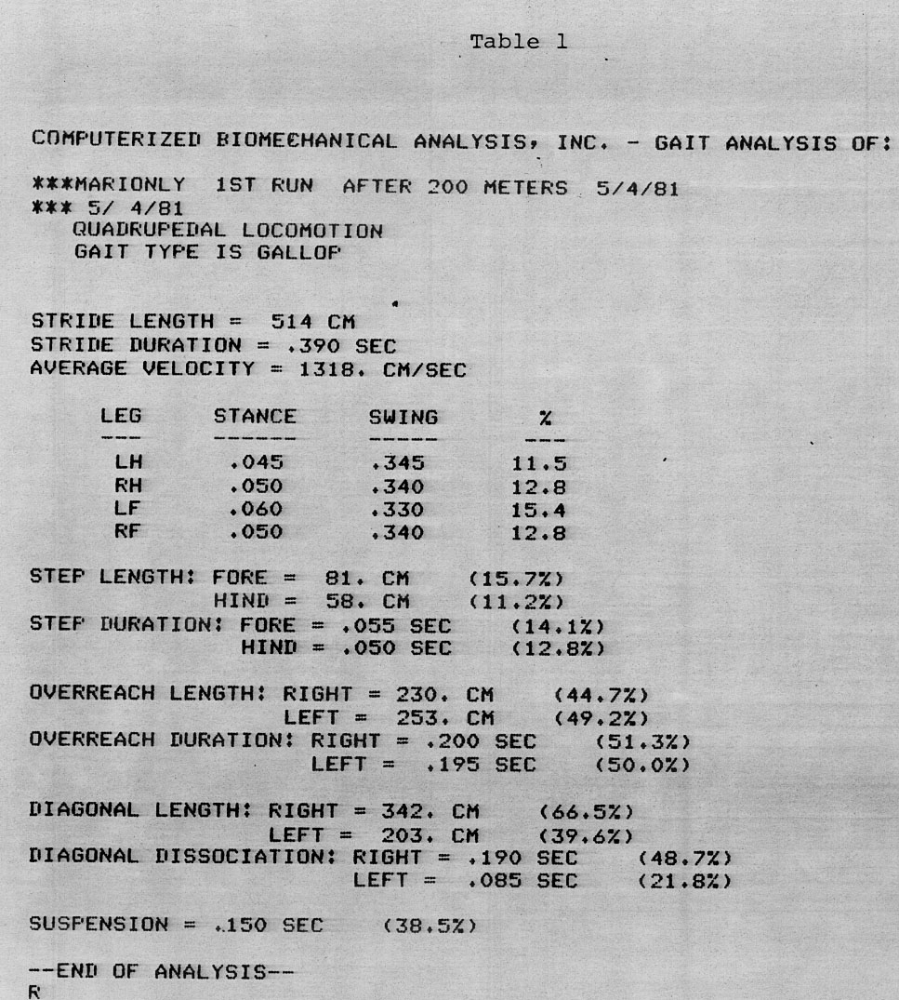 Table 1
COMPUTERIZED BIOMECHANICAL ANALYSIS, INC. - GAIT ANALYSIS OF:
***MARIONLY 1ST RUN AFTER 200 METERS 5/4/81
*** 5/ 4/81
QUADRUPEDAL LOCOMOTION
GAIT TYPE IS GALLOP
STRIDE LENGTH = 514 CM
STRIDE DURATION = .390 SEC
AVERAGE VELOCITY = 1318. CM/SEC
LEG STANCE SWING %
--- ------ ----- ---
LH .045 .345 11.5
RH .050 .340 12.8
LF .060 .330 15.4
RF .050 .340 12.8
STEP LENGTH: FORE = 81. CM (15.7%)
HIND = 58. CM (11.2%)
STEP DURATION: FORE = .055 SEC (14.1%)
HIND = .050 SEC (12.8%)
OVERREACH LENGTH: RIGHT = 230. CM (44.7%)
LEFT = 253. CM (49.2%)
OVERREACH DURATION: RIGHT = .200 SEC (51.3%)
LEFT = .195 SEC (50.0%)
DIAGONAL LENGTH: RIGHT = 342. CM (66.5%)
LEFT = 203. CM (39.6%)
DIAGONAL DISSOCIATION: RIGHT = .190 SEC (48.7%)
LEFT = .085 SEC (21.8%)
SUSPENSION = .150 SEC (38.5%)
--END OF ANALYSIS--
R